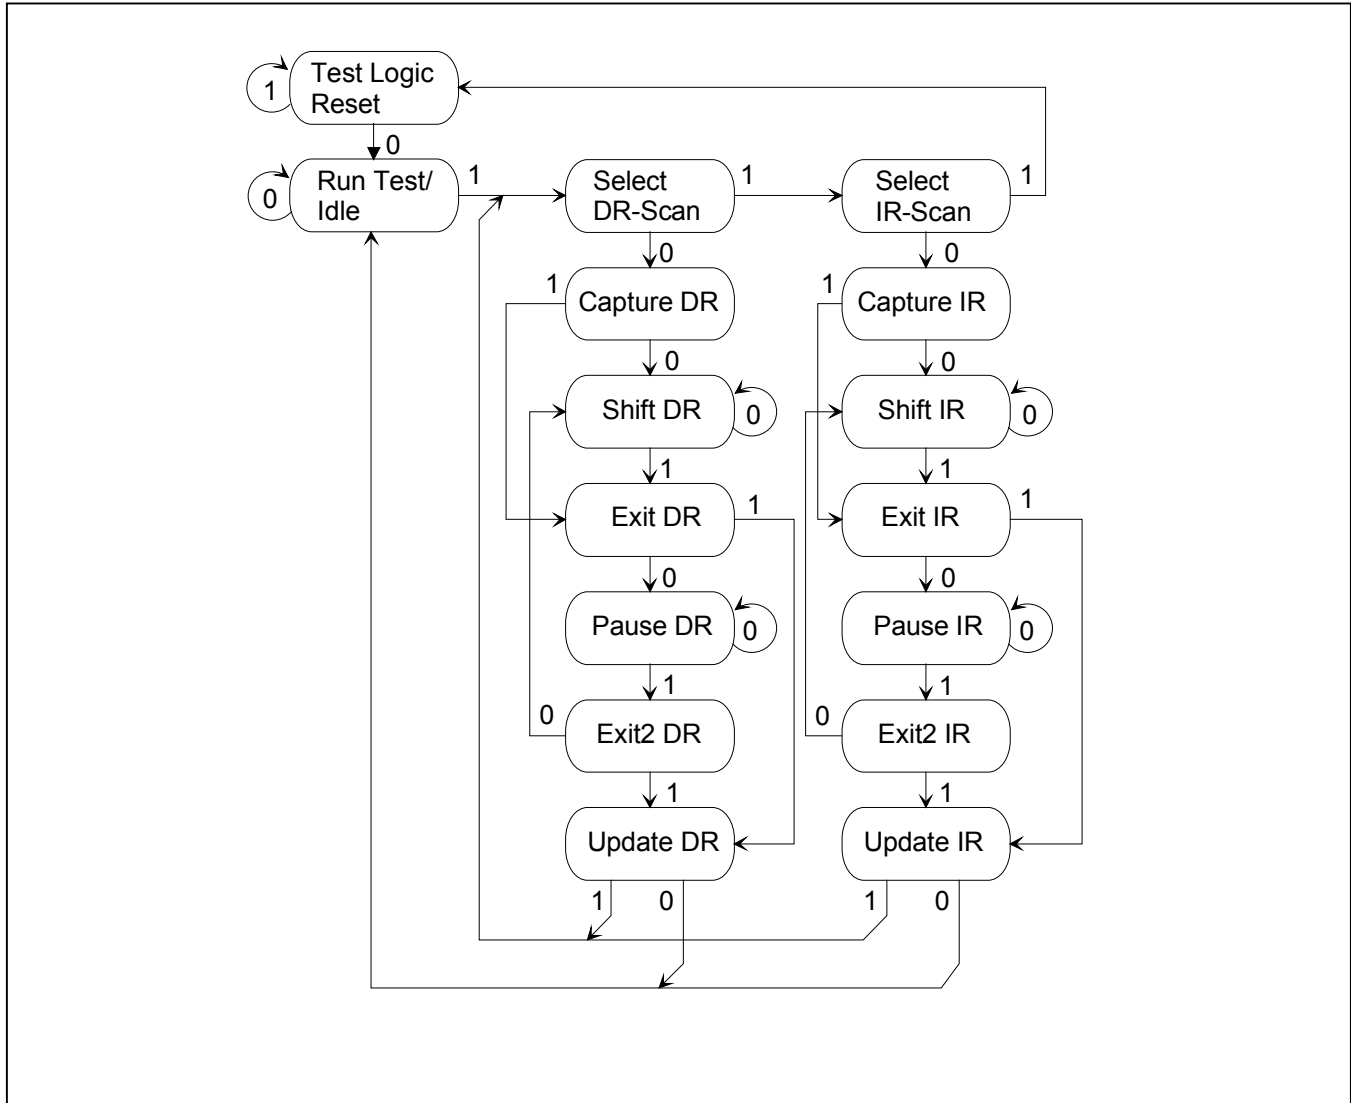 Test Logic
Reset
1
0
Run Test/
Idle
0
1
Select
DR-Scan
1
Select
IR-Scan
1
0
0
1
Capture DR
1
Capture IR
0
0
Shift DR
0
Shift IR
0
1
1
Exit DR
1
Exit IR
1
0
0
Pause DR
0
Pause IR
0
1
1
0
Exit2 DR
0
Exit2 IR
1
1
Update DR
Update IR
1
0
1
0